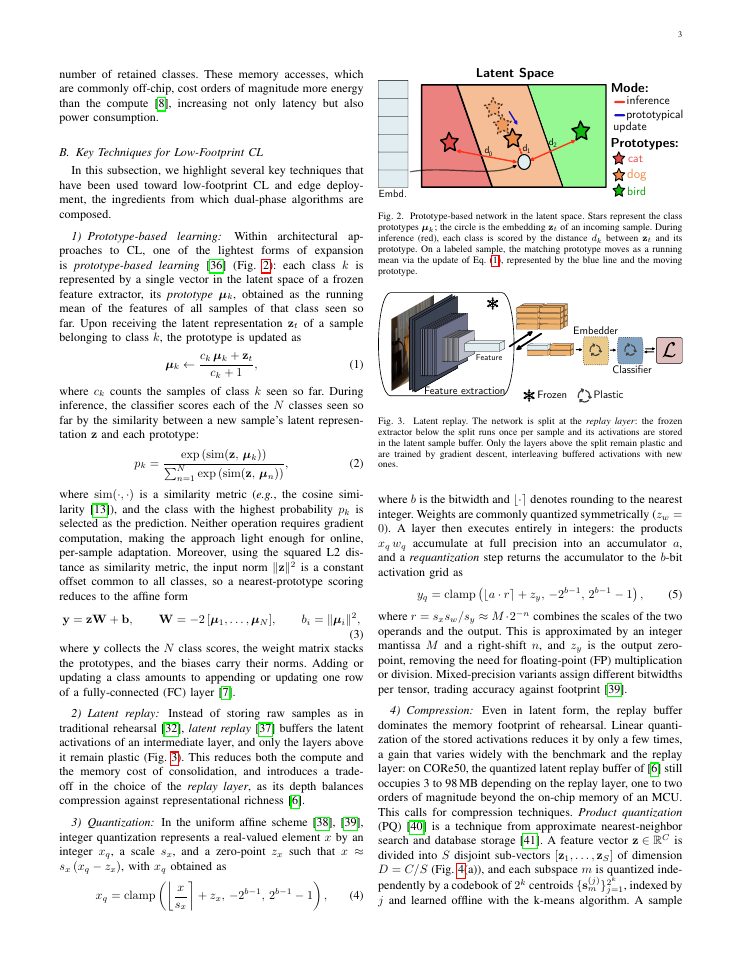 3
number of retained classes. These memory accesses, which
are commonly off-chip, cost orders of magnitude more energy
than the compute [8], increasing not only latency but also
power consumption.
B. Key Techniques for Low-Footprint CL
In this subsection, we highlight several key techniques that
have been used toward low-footprint CL and edge deploy-
ment, the ingredients from which dual-phase algorithms are
composed.
1) Prototype-based learning: Within architectural ap-
proaches to CL, one of the lightest forms of expansion
is prototype-based learning [36] (Fig. 2): each class k is
represented by a single vector in the latent space of a frozen
feature extractor, its prototype μk, obtained as the running
mean of the features of all samples of that class seen so
far. Upon receiving the latent representation zt of a sample
belonging to class k, the prototype is updated as
μk ← (ck μk + zt) / (ck + 1), (1)
where ck counts the samples of class k seen so far. During
inference, the classifier scores each of the N classes seen so
far by the similarity between a new sample's latent represen-
tation z and each prototype:
pk = exp (sim(z, μk)) / ∑_{n=1}^{N} exp (sim(z, μn)), (2)
where sim(·, ·) is a similarity metric (e.g., the cosine simi-
larity [13]), and the class with the highest probability pk is
selected as the prediction. Neither operation requires gradient
computation, making the approach light enough for online,
per-sample adaptation. Moreover, using the squared L2 dis-
tance as similarity metric, the input norm ‖z‖² is a constant
offset common to all classes, so a nearest-prototype scoring
reduces to the affine form
y = zW + b, W = −2 [μ1, . . . , μN], bi = ‖μi‖²,
(3)
where y collects the N class scores, the weight matrix stacks
the prototypes, and the biases carry their norms. Adding or
updating a class amounts to appending or updating one row
of a fully-connected (FC) layer [7].
2) Latent replay: Instead of storing raw samples as in
traditional rehearsal [32], latent replay [37] buffers the latent
activations of an intermediate layer, and only the layers above
it remain plastic (Fig. 3). This reduces both the compute and
the memory cost of consolidation, and introduces a trade-
off in the choice of the replay layer, as its depth balances
compression against representational richness [6].
3) Quantization: In the uniform affine scheme [38], [39],
integer quantization represents a real-valued element x by an
integer xq, a scale sx, and a zero-point zx such that x ≈
sx (xq − zx), with xq obtained as
xq = clamp (⌊x / sx⌉ + zx, −2^{b−1}, 2^{b−1} − 1), (4)
Latent Space
Embd.
d0
d1
d2
Mode:
inference
prototypical
update
Prototypes:
cat
dog
bird
Fig. 2. Prototype-based network in the latent space. Stars represent the class
prototypes μk; the circle is the embedding zt of an incoming sample. During
inference (red), each class is scored by the distance dk between zt and its
prototype. On a labeled sample, the matching prototype moves as a running
mean via the update of Eq. (1), represented by the blue line and the moving
prototype.
Feature
Feature extraction
Embedder
Classifier
ℒ
Frozen
Plastic
Fig. 3. Latent replay. The network is split at the replay layer: the frozen
extractor below the split runs once per sample and its activations are stored
in the latent sample buffer. Only the layers above the split remain plastic and
are trained by gradient descent, interleaving buffered activations with new
ones.
where b is the bitwidth and ⌊·⌉ denotes rounding to the nearest
integer. Weights are commonly quantized symmetrically (zw =
0). A layer then executes entirely in integers: the products
xq wq accumulate at full precision into an accumulator a,
and a requantization step returns the accumulator to the b-bit
activation grid as
yq = clamp (⌊a · r⌉ + zy, −2^{b−1}, 2^{b−1} − 1), (5)
where r = sxsw/sy ≈ M·2^{−n} combines the scales of the two
operands and the output. This is approximated by an integer
mantissa M and a right-shift n, and zy is the output zero-
point, removing the need for floating-point (FP) multiplication
or division. Mixed-precision variants assign different bitwidths
per tensor, trading accuracy against footprint [39].
4) Compression: Even in latent form, the replay buffer
dominates the memory footprint of rehearsal. Linear quanti-
zation of the stored activations reduces it by only a few times,
a gain that varies widely with the benchmark and the replay
layer: on CORe50, the quantized latent replay buffer of [6] still
occupies 3 to 98 MB depending on the replay layer, one to two
orders of magnitude beyond the on-chip memory of an MCU.
This calls for compression techniques. Product quantization
(PQ) [40] is a technique from approximate nearest-neighbor
search and database storage [41]. A feature vector z ∈ ℝ^C is
divided into S disjoint sub-vectors [z1, . . . , zS] of dimension
D = C/S (Fig. 4(a)), and each subspace m is quantized inde-
pendently by a codebook of 2^k centroids {s_m^{(j)}}_{j=1}^{2^k}, indexed by
j and learned offline with the k-means algorithm. A sample